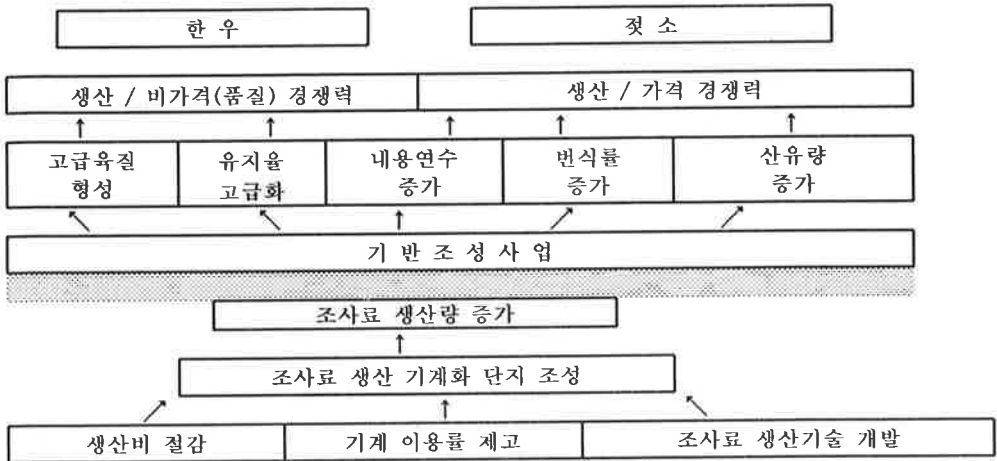 한 우
젖 소
생산 / 비가격(품질) 경쟁력
생산 / 가격 경쟁력
고급육질
형성
유지율
고급화
내용연수
증가
번식률
증가
산유량
증가
기 반 조 성 사 업
조사료 생산량 증가
조사료 생산 기계화 단지 조성
생산비 절감
기계 이용률 제고
조사료 생산기술 개발